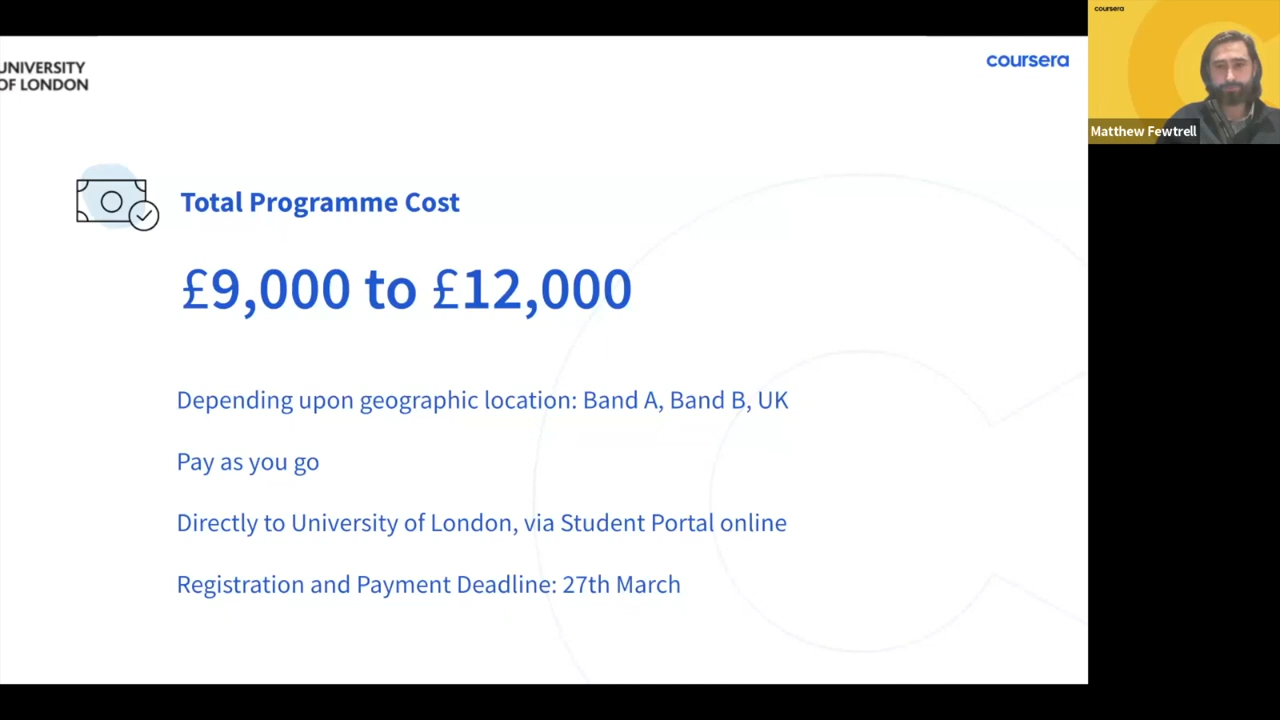 UNIVERSITY
OF LONDON
coursera
coursera
Matthew Fewtrell
Total Programme Cost
£9,000 to £12,000
Depending upon geographic location: Band A, Band B, UK
Pay as you go
Directly to University of London, via Student Portal online
Registration and Payment Deadline: 27th March